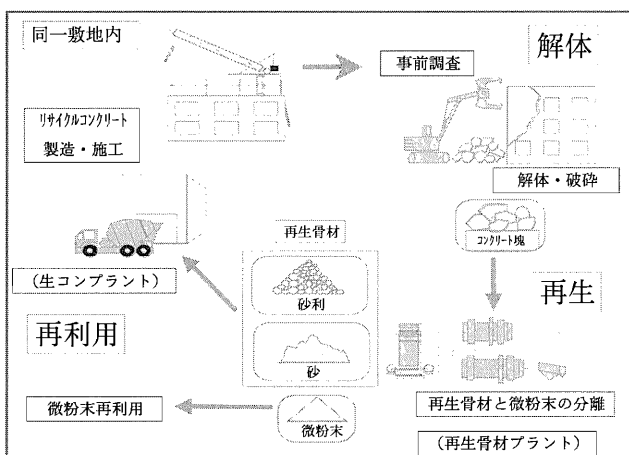 同一敷地内
解体
事前調査
リサイクルコンクリート
製造・施工
解体・破砕
コンクリート塊
再生骨材
(生コンプラント)
砂利
再生
再利用
砂
微粉末再利用
微粉末
再生骨材と微粉末の分離
(再生骨材プラント)